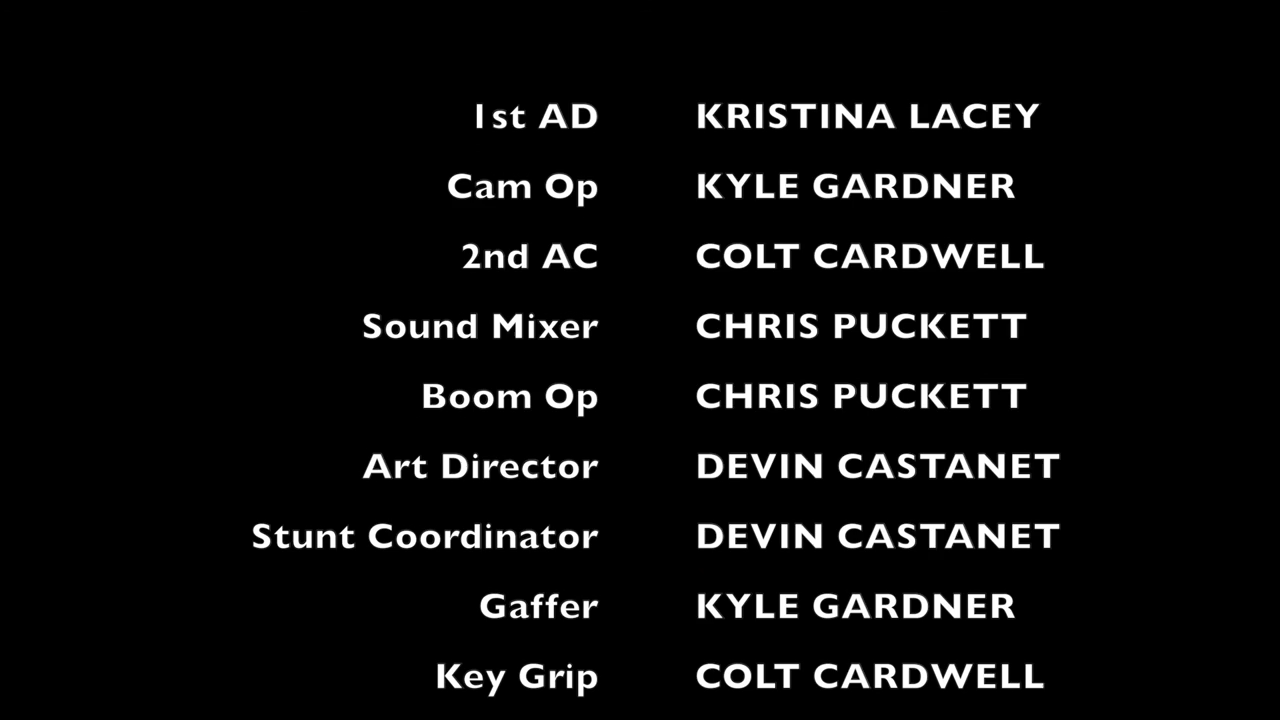 1st AD KRISTINA LACEY
Cam Op KYLE GARDNER
2nd AC COLT CARDWELL
Sound Mixer CHRIS PUCKETT
Boom Op CHRIS PUCKETT
Art Director DEVIN CASTANET
Stunt Coordinator DEVIN CASTANET
Gaffer KYLE GARDNER
Key Grip COLT CARDWELL